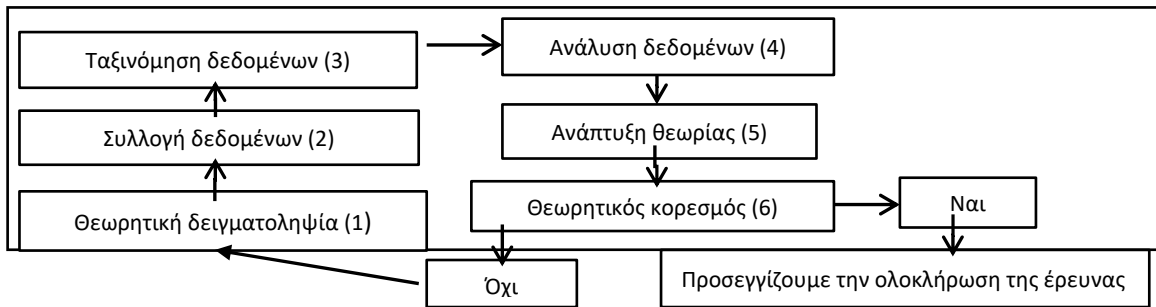 Ταξινόμηση δεδομένων (3)
Ανάλυση δεδομένων (4)
Συλλογή δεδομένων (2)
Ανάπτυξη θεωρίας (5)
Θεωρητική δειγματοληψία (1)
Θεωρητικός κορεσμός (6)
Ναι
Όχι
Προσεγγίζουμε την ολοκλήρωση της έρευνας